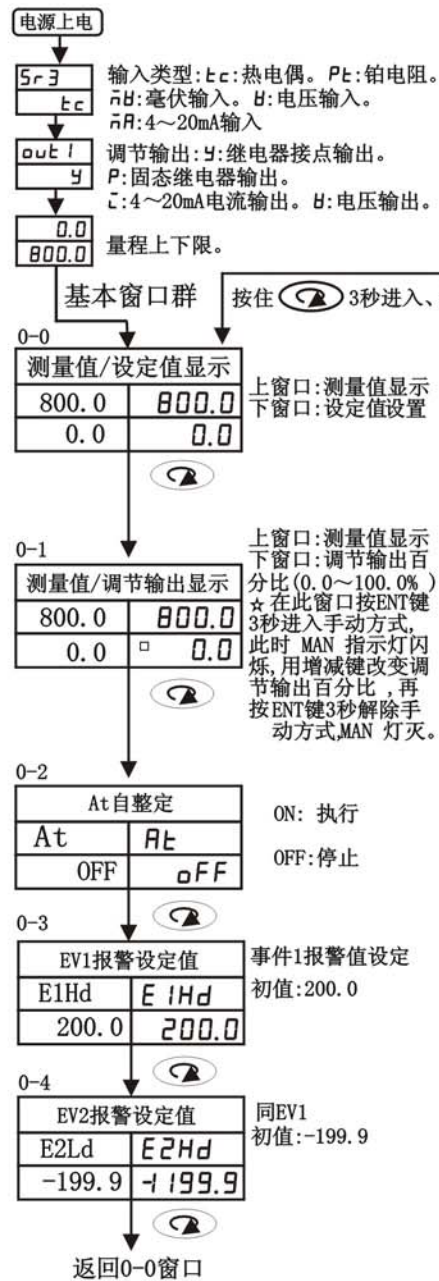 电源上电
Sr3
tc
输入类型:tc:热电偶。Pt:铂电阻。
mU:毫伏输入。U:电压输入。
mA:4～20mA输入
out1
Y
调节输出:Y:继电器接点输出。
P:固态继电器输出。
C:4～20mA电流输出。U:电压输出。
0.0
800.0
量程上下限。
基本窗口群
按住 3秒进入、
0-0
测量值/设定值显示
800.0 800.0
0.0 0.0
上窗口:测量值显示
下窗口:设定值设置
0-1
测量值/调节输出显示
800.0 800.0
0.0 □ 0.0
上窗口:测量值显示
下窗口:调节输出百
分比(0.0～100.0% )
☆在此窗口按ENT键
3秒进入手动方式,
此时 MAN 指示灯闪
烁,用增减键改变调
节输出百分比 ,再
按ENT键3秒解除手
动方式,MAN 灯灭。
0-2
At自整定
At At
OFF oFF
ON: 执行
OFF:停止
0-3
EV1报警设定值
E1Hd E1Hd
200.0 200.0
事件1报警值设定
初值:200.0
0-4
EV2报警设定值
E2Ld E2Hd
-199.9 -1199.9
同EV1
初值:-199.9
返回0-0窗口